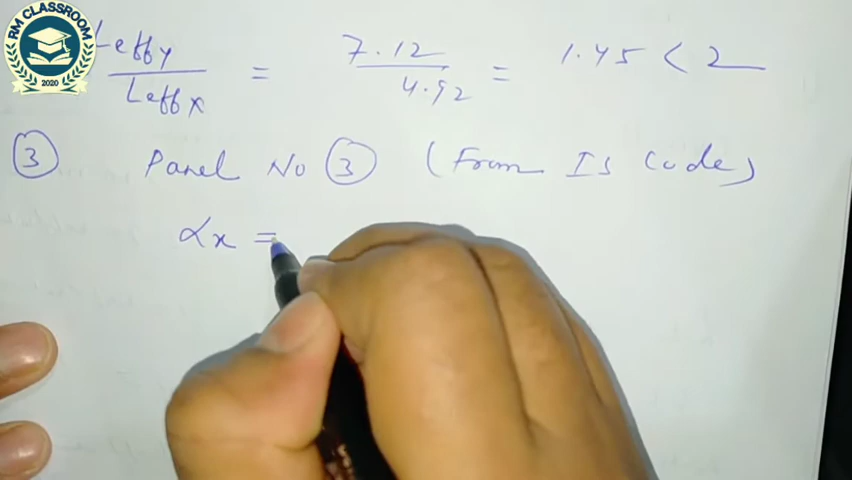 RM CLASSROOM
2020
Leffy / Leffx = 7.12 / 4.92 = 1.45 < 2
③ Panel No ③ (From Is Code)
αx =